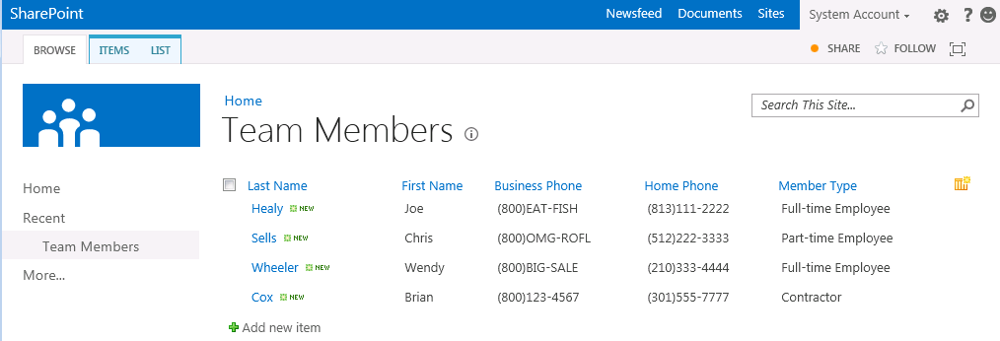 SharePoint Newsfeed Documents Sites System Account ?
BROWSE ITEMS LIST SHARE FOLLOW
Home
Search This Site...
Team Members
Home
Recent
Team Members
More...
Last Name First Name Business Phone Home Phone Member Type
Healy NEW Joe (800)EAT-FISH (813)111-2222 Full-time Employee
Sells NEW Chris (800)OMG-ROFL (512)222-3333 Part-time Employee
Wheeler NEW Wendy (800)BIG-SALE (210)333-4444 Full-time Employee
Cox NEW Brian (800)123-4567 (301)555-7777 Contractor
Add new item